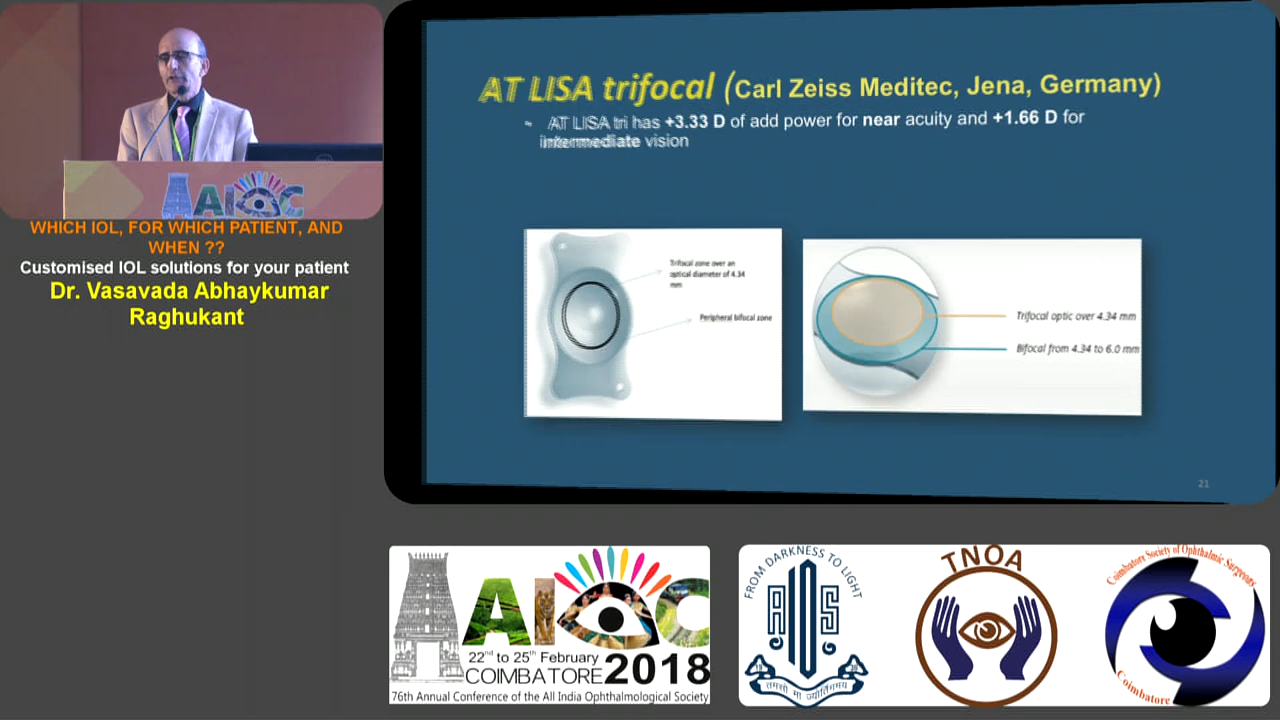 AIOC
WHICH IOL, FOR WHICH PATIENT, AND
WHEN ??
Customised IOL solutions for your patient
Dr. Vasavada Abhaykumar
Raghukant
AT LISA trifocal (Carl Zeiss Meditec, Jena, Germany)
- AT LISA tri has +3.33 D of add power for near acuity and +1.66 D for
intermediate vision
Trifocal zone over an
optical diameter of 4.34
mm
Peripheral bifocal zone
Trifocal optic over 4.34 mm
Bifocal from 4.34 to 6.0 mm
21
AIOC
22nd to 25th February
COIMBATORE 2018
76th Annual Conference of the All India Ophthalmological Society
FROM DARKNESS TO LIGHT
AIOS
तमसो मा ज्योतिर्गमय
TNOA
Coimbatore Society of Ophthalmic Surgeons
Coimbatore